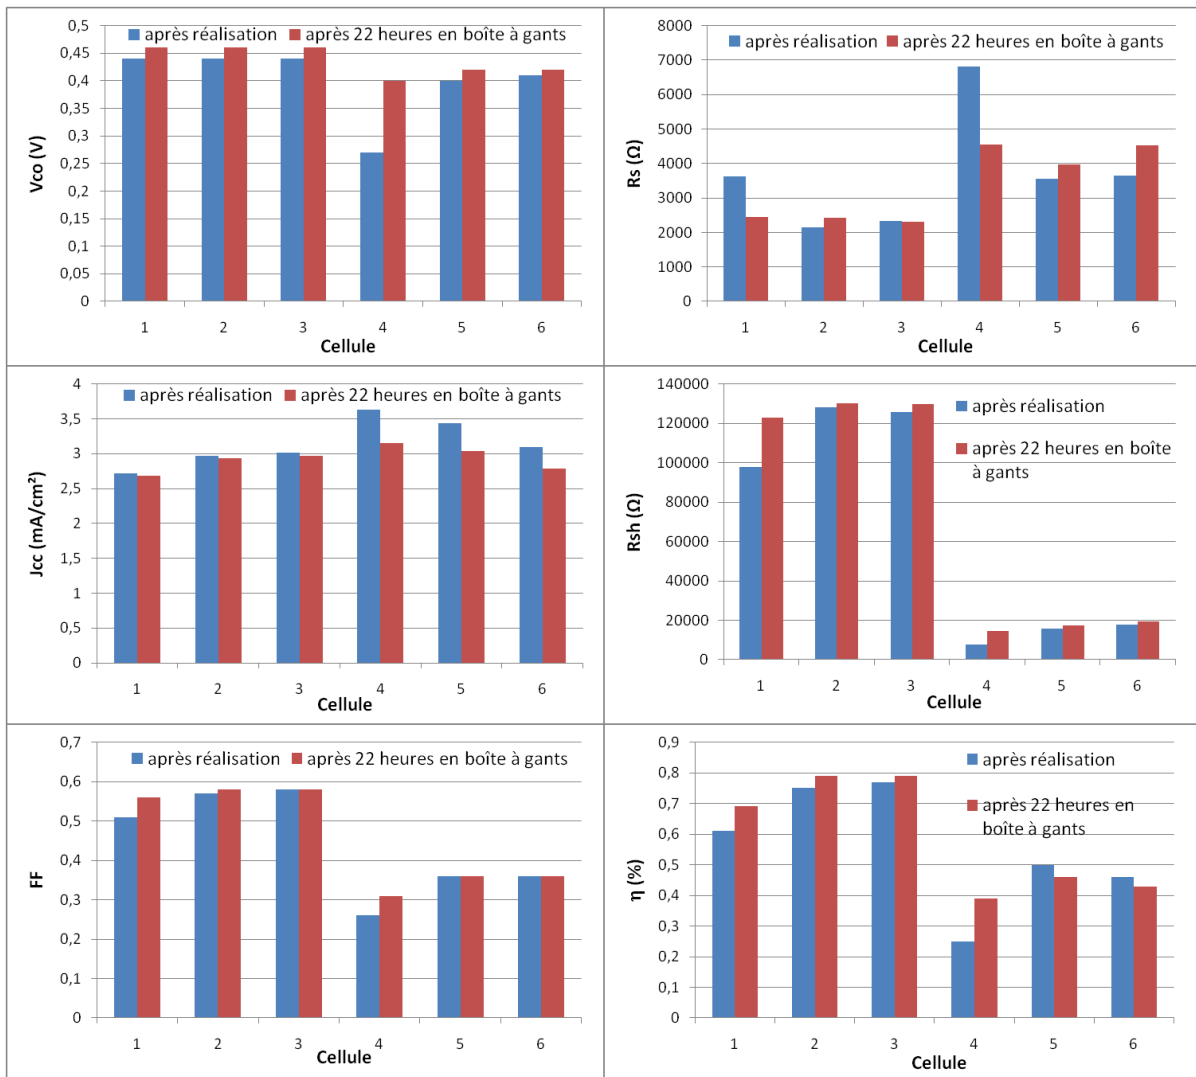 Vco (V)
0,5
0,45
0,4
0,35
0,3
0,25
0,2
0,15
0,1
0,05
0
après réalisation
après 22 heures en boîte à gants
1 2 3 4 5 6
Cellule
Rs (Ω)
8000
7000
6000
5000
4000
3000
2000
1000
0
après réalisation
après 22 heures en boîte à gants
1 2 3 4 5 6
Cellule
Jcc (mA/cm²)
4
3,5
3
2,5
2
1,5
1
0,5
0
après réalisation
après 22 heures en boîte à gants
1 2 3 4 5 6
Cellule
Rsh (Ω)
140000
120000
100000
80000
60000
40000
20000
0
après réalisation
après 22 heures en boîte
à gants
1 2 3 4 5 6
Cellule
FF
0,7
0,6
0,5
0,4
0,3
0,2
0,1
0
après réalisation
après 22 heures en boîte à gants
1 2 3 4 5 6
Cellule
η (%)
0,9
0,8
0,7
0,6
0,5
0,4
0,3
0,2
0,1
0
après réalisation
après 22 heures en
boîte à gants
1 2 3 4 5 6
Cellule